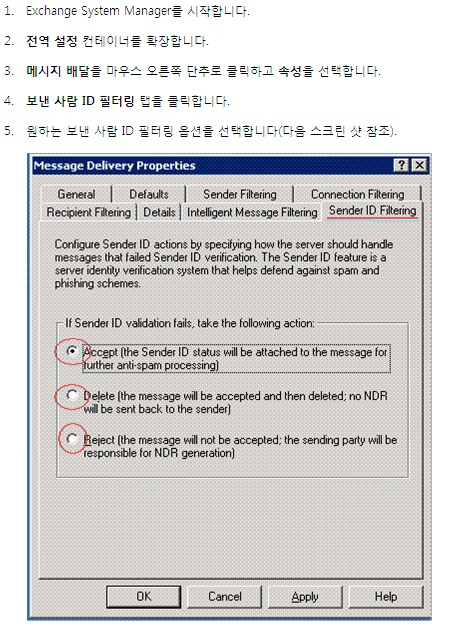 1. Exchange System Manager를 시작합니다.
2. 전역 설정 컨테이너를 확장합니다.
3. 메시지 배달을 마우스 오른쪽 단추로 클릭하고 속성을 선택합니다.
4. 보낸 사람 ID 필터링 탭을 클릭합니다.
5. 원하는 보낸 사람 ID 필터링 옵션을 선택합니다(다음 스크린 샷 참조).
Message Delivery Properties
General Defaults Sender Filtering Connection Filtering
Recipient Filtering Details Intelligent Message Filtering Sender ID Filtering
Configure Sender ID actions by specifying how the server should handle
messages that failed Sender ID verification. The Sender ID feature is a
server identity verification system that helps defend against spam and
phishing schemes.
If Sender ID validation fails, take the following action:
Accept (the Sender ID status will be attached to the message for
further anti-spam processing)
Delete (the message will be accepted and then deleted; no NDR
will be sent back to the sender)
Reject (the message will not be accepted; the sending party will be
responsible for NDR generation)
OK Cancel Apply Help